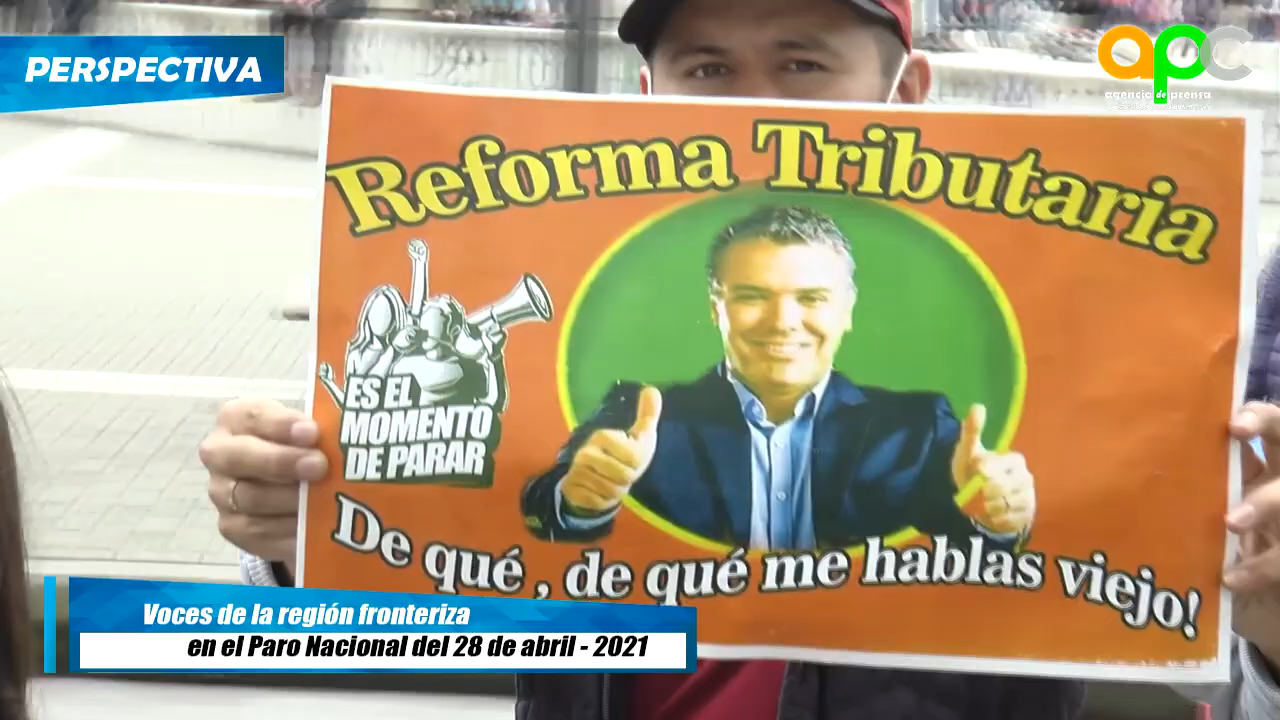 PERSPECTIVA
apc
agencia de prensa
Reforma Tributaria
ES EL
MOMENTO
DE PARAR
De qué , de qué me hablas viejo!
Voces de la región fronteriza
en el Paro Nacional del 28 de abril - 2021